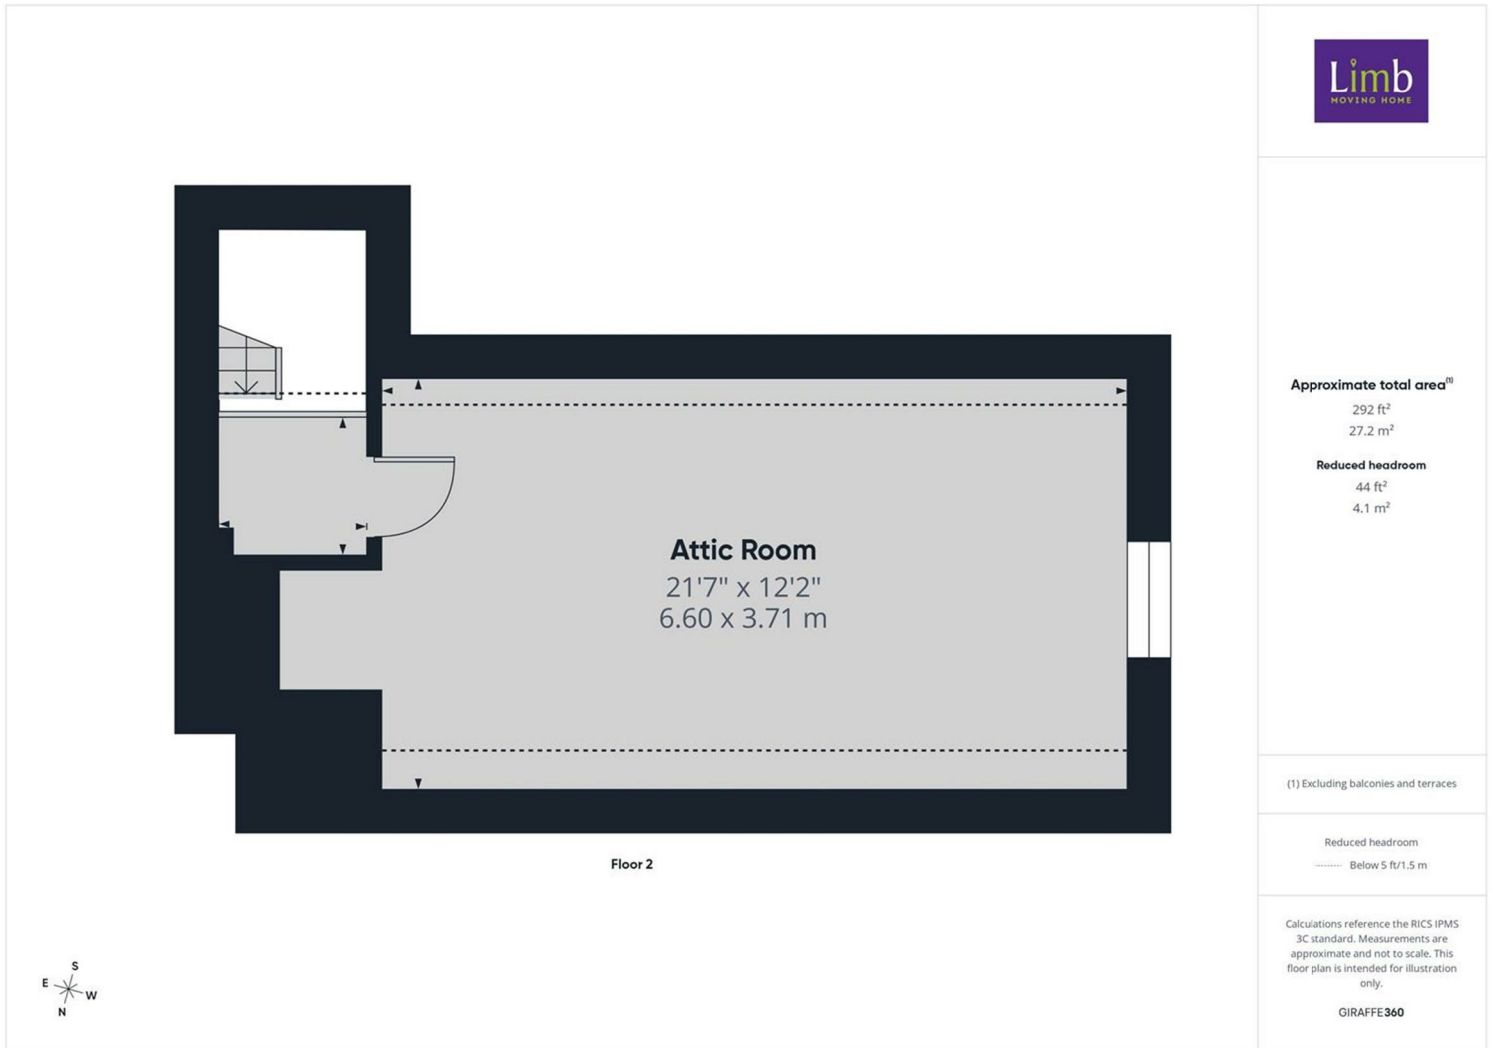 Limb
MOVING HOME
Approximate total area(1)
292 ft²
27.2 m²
Reduced headroom
44 ft²
4.1 m²
Attic Room
21'7" x 12'2"
6.60 x 3.71 m
Floor 2
(1) Excluding balconies and terraces
Reduced headroom
Below 5 ft/1.5 m
Calculations reference the RICS IPMS
3C standard. Measurements are
approximate and not to scale. This
floor plan is intended for illustration
only.
GIRAFFE360
S
E
W
N